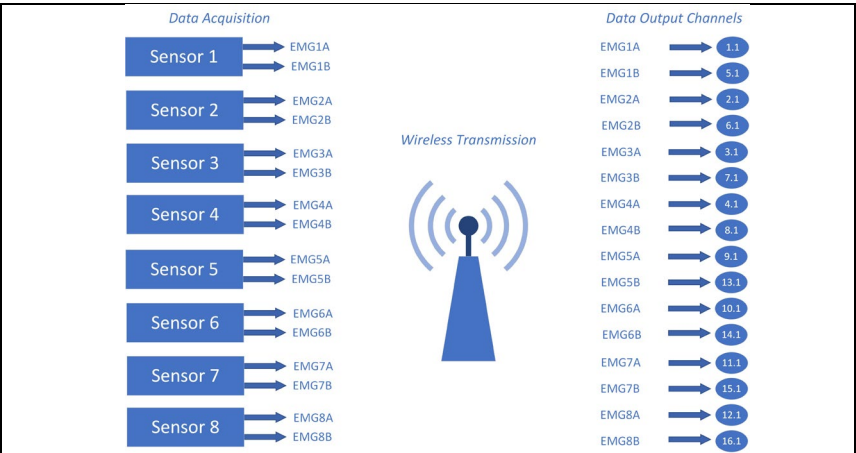 Data Acquisition
Sensor 1
EMG1A
EMG1B
Sensor 2
EMG2A
EMG2B
Sensor 3
EMG3A
EMG3B
Sensor 4
EMG4A
EMG4B
Sensor 5
EMG5A
EMG5B
Sensor 6
EMG6A
EMG6B
Sensor 7
EMG7A
EMG7B
Sensor 8
EMG8A
EMG8B
Wireless Transmission
Data Output Channels
EMG1A 1.1
EMG1B 5.1
EMG2A 2.1
EMG2B 6.1
EMG3A 3.1
EMG3B 7.1
EMG4A 4.1
EMG4B 8.1
EMG5A 9.1
EMG5B 13.1
EMG6A 10.1
EMG6B 14.1
EMG7A 11.1
EMG7B 15.1
EMG8A 12.1
EMG8B 16.1